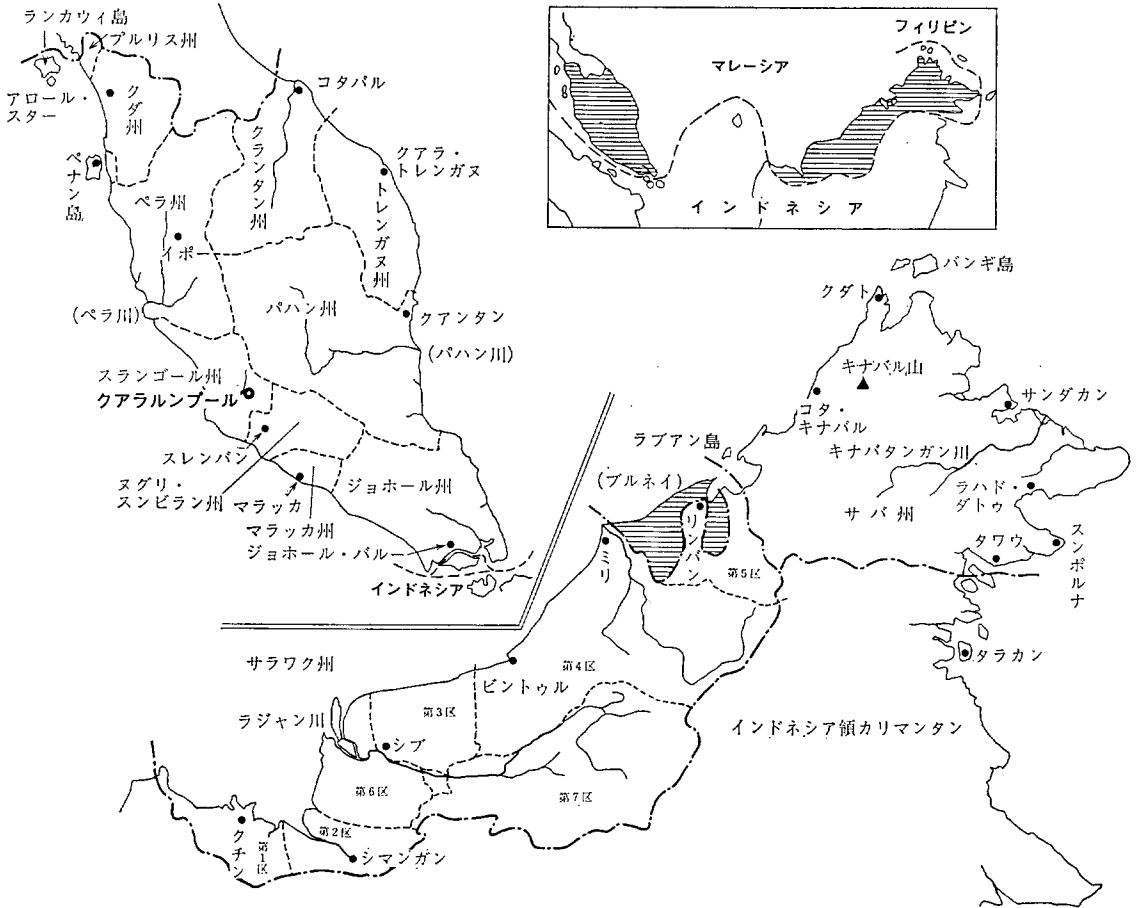 ランカウィ島
プルリス州
アロール・
スター
クダ州
ペナン島
コタバル
クランタン州
クアラ・
トレンガヌ
トレンガヌ州
ペラ州
イポー
(ペラ川)
パハン州
クアンタン
(パハン川)
スランゴール州
クアラルンプール
スレンバン
ヌグリ・
スンビラン州
マラッカ
マラッカ州
ジョホール州
ジョホール・バルー
インドネシア
フィリピン
マレーシア
インドネシア
バンギ島
クダト
キナバル山
コタ・
キナバル
サンダカン
キナバタンガン川
ラブアン島
(ブルネイ)
リンバン
ラハド・
ダトゥ
サバ州
タワウ
スンポルナ
ミリ
第5区
タラカン
サラワク州
ビントゥル
第4区
ラジャン川
第3区
シブ
インドネシア領カリマンタン
第6区
第7区
第2区
クチン
第1区
シマンガン